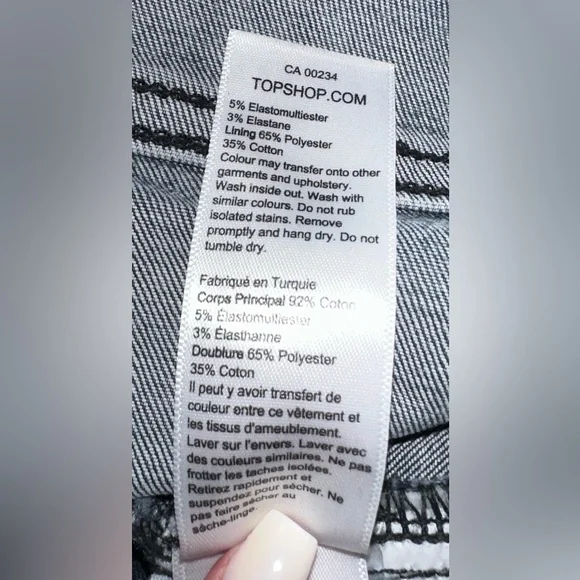 CA 00234
TOPSHOP.COM
5% Elastomultiester
3% Elastane
Lining 65% Polyester
35% Cotton
Colour may transfer onto other
garments and upholstery.
Wash inside out. Wash with
similar colours. Do not rub
isolated stains. Remove
promptly and hang dry. Do not
tumble dry.
Fabriqué en Turquie
Corps Principal 92% Coton
5% Élastomultiester
3% Élasthanne
Doublure 65% Polyester
35% Coton
Il peut y avoir transfert de
couleur entre ce vêtement et
les tissus d'ameublement.
Laver sur l'envers. Laver avec
des couleurs similaires. Ne pas
frotter les taches isolées.
Retirez rapidement et
suspendez pour sécher. Ne
pas faire sécher au
sèche-linge.